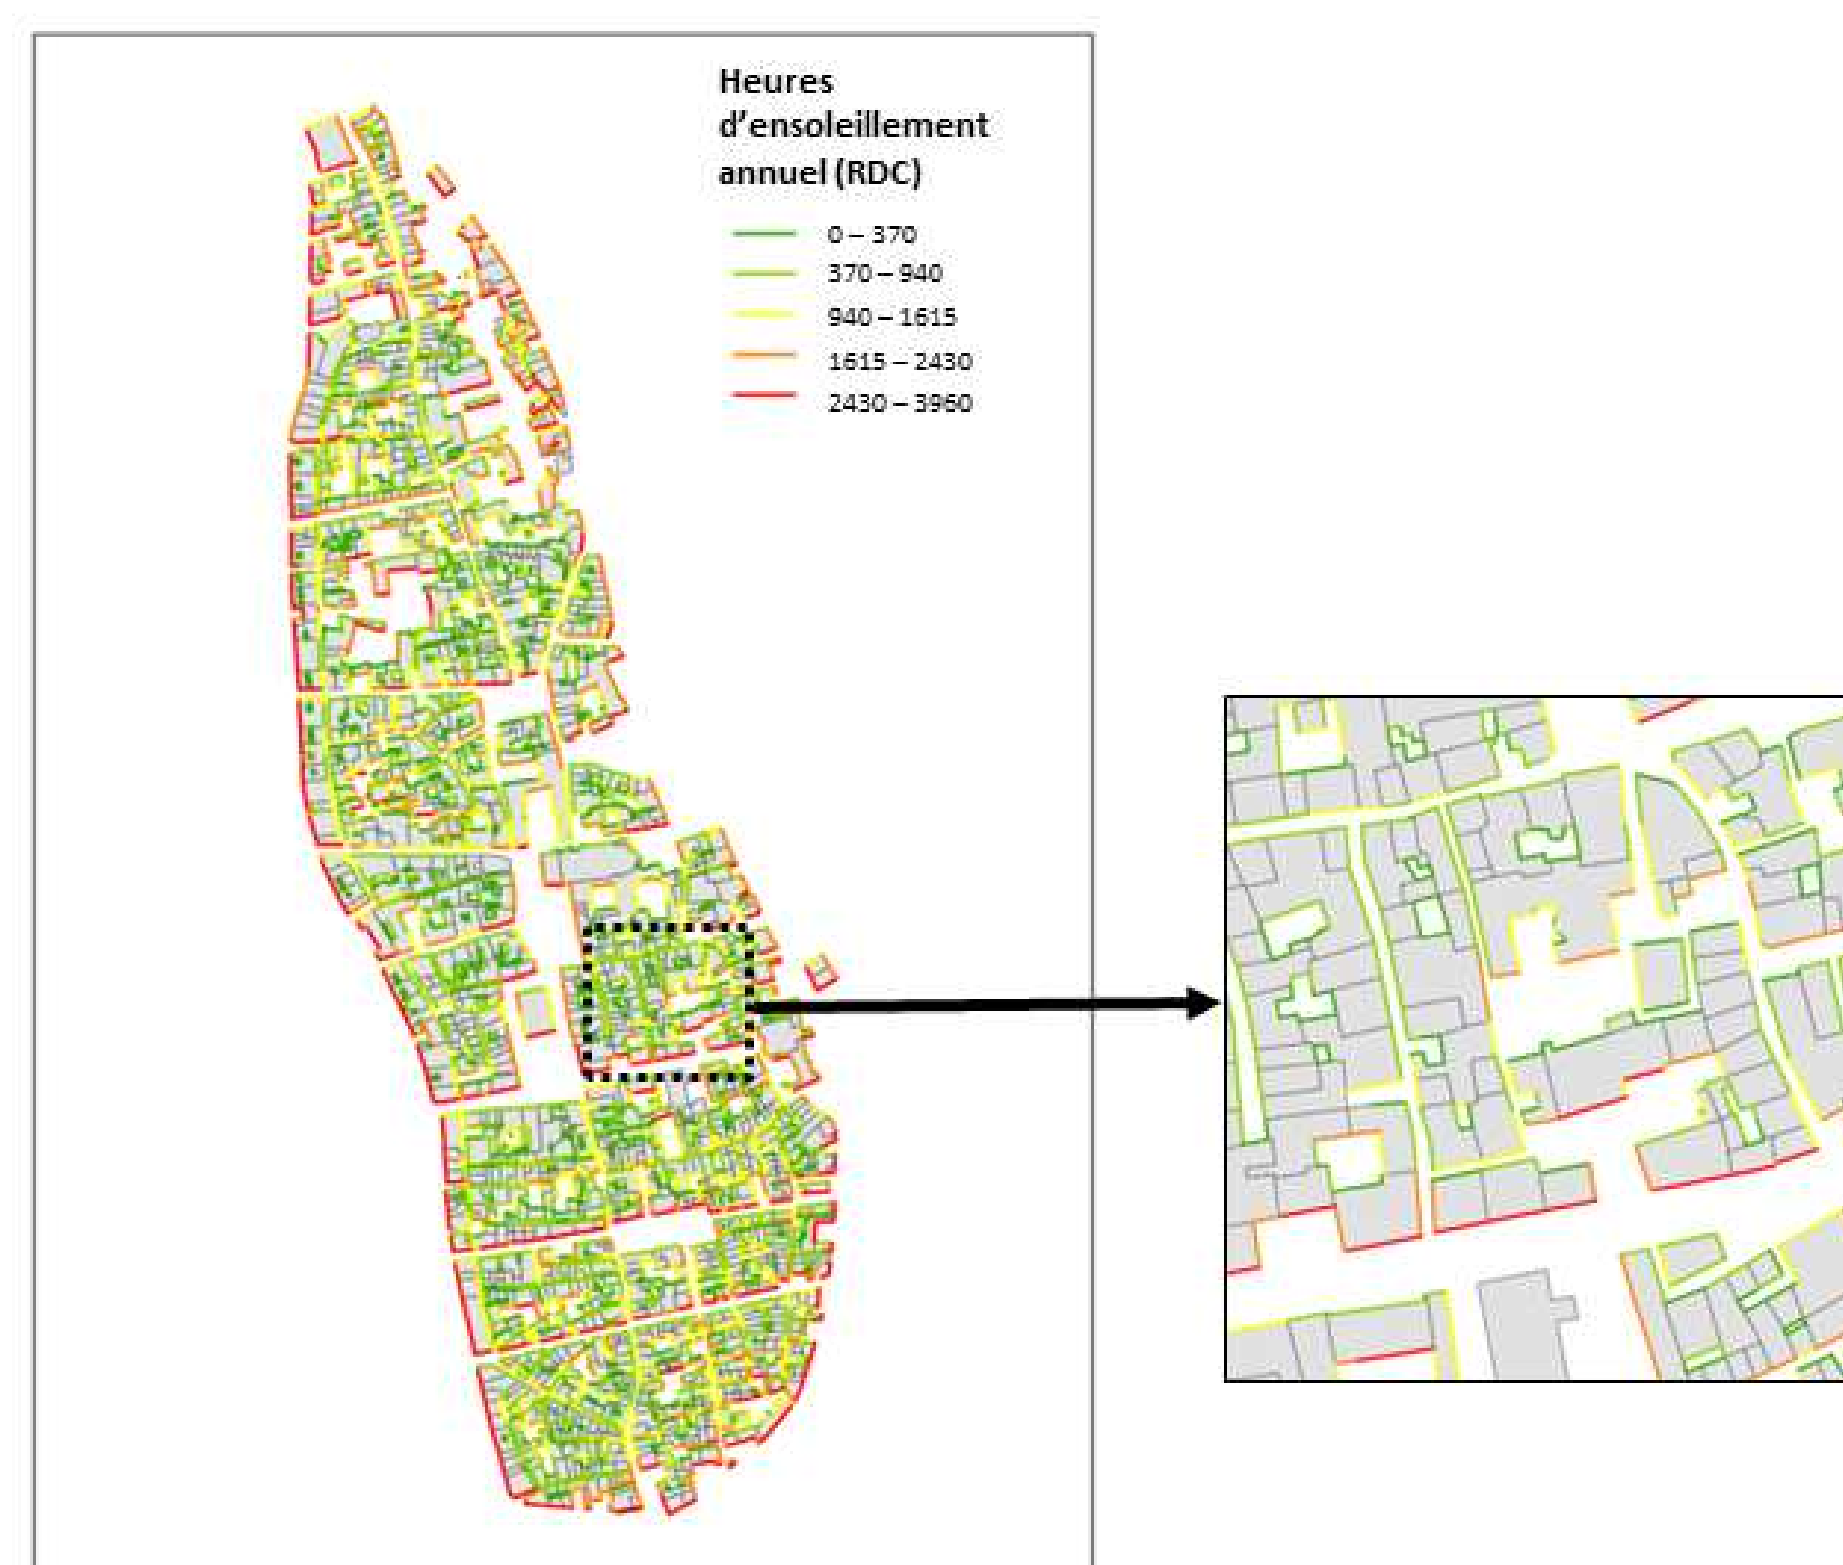 Heures
d’ensoleillement
annuel (RDC)
0 – 370
370 – 940
940 – 1615
1615 – 2430
2430 – 3960